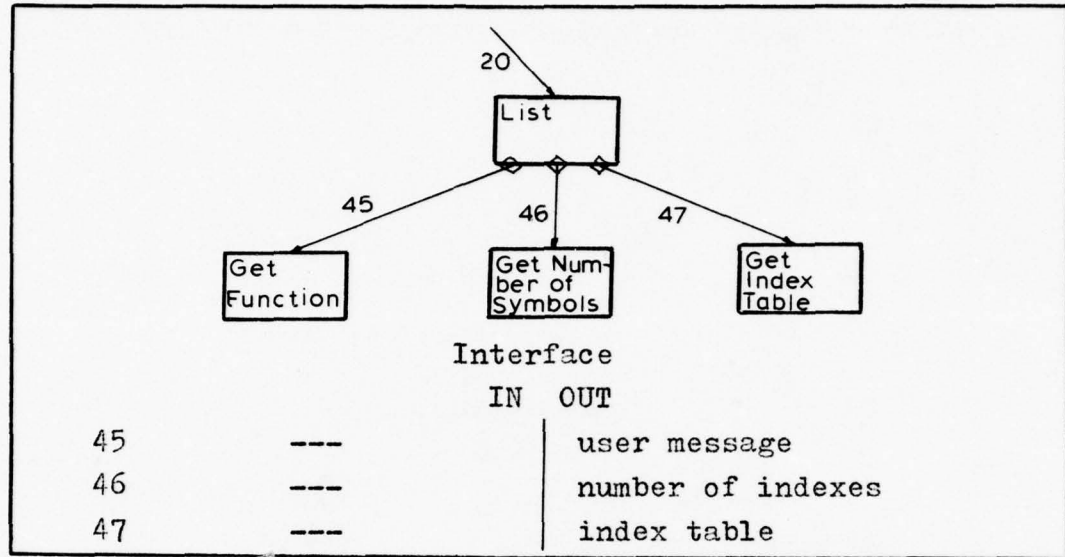 20
List
45
46
47
Get
Function
Get Num-
ber of
Symbols
Get
Index
Table
Interface
IN OUT
45 --- user message
46 --- number of indexes
47 --- index table